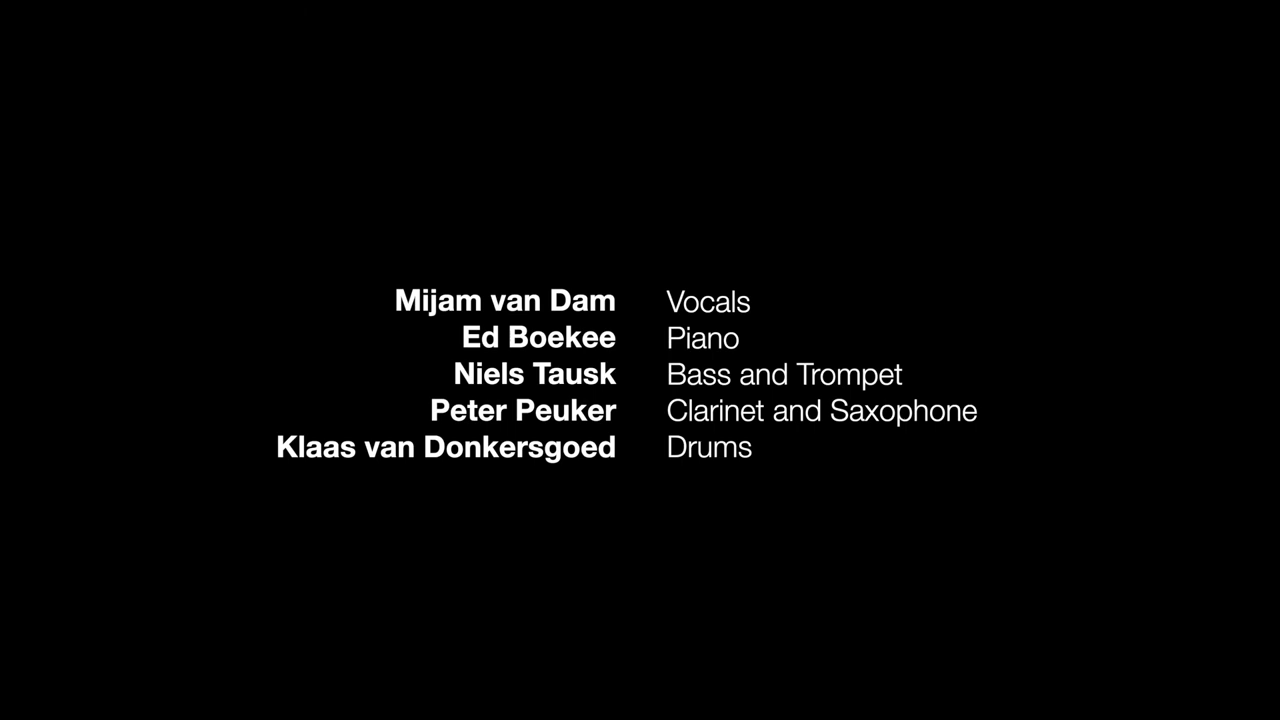 Mijam van Dam Vocals
Ed Boekee Piano
Niels Tausk Bass and Trompet
Peter Peuker Clarinet and Saxophone
Klaas van Donkersgoed Drums